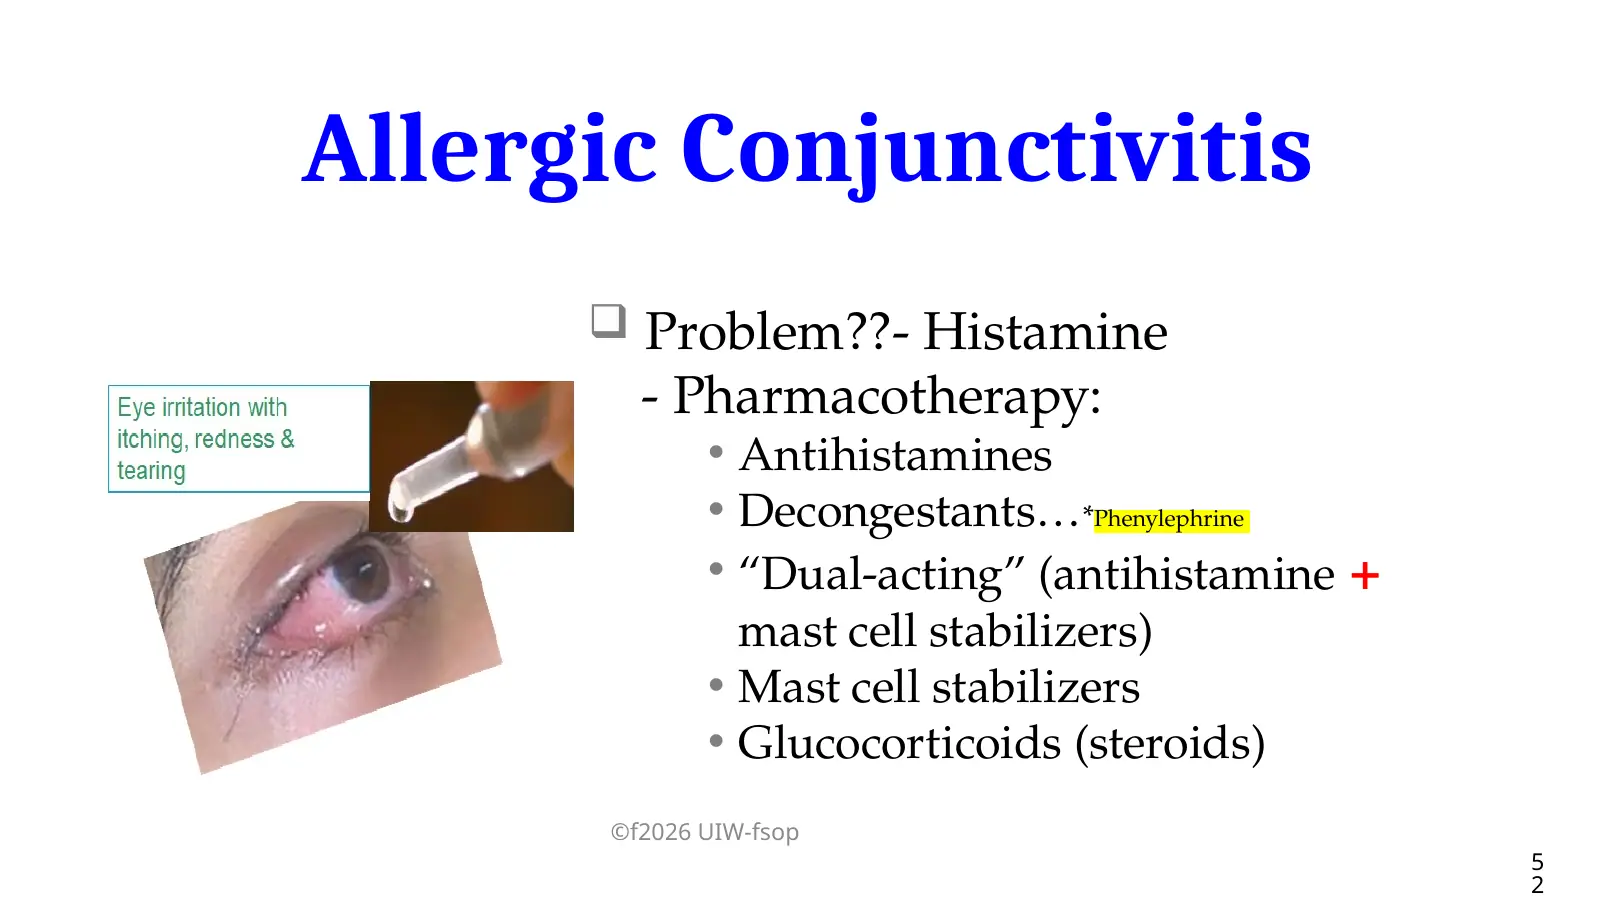 Allergic Conjunctivitis
Problem??- Histamine
- Pharmacotherapy:
Eye irritation with
itching, redness &
tearing
• Antihistamines
• Decongestants…*Phenylephrine
• “Dual-acting” (antihistamine +
mast cell stabilizers)
• Mast cell stabilizers
• Glucocorticoids (steroids)
©f2026 UIW-fsop
5
2